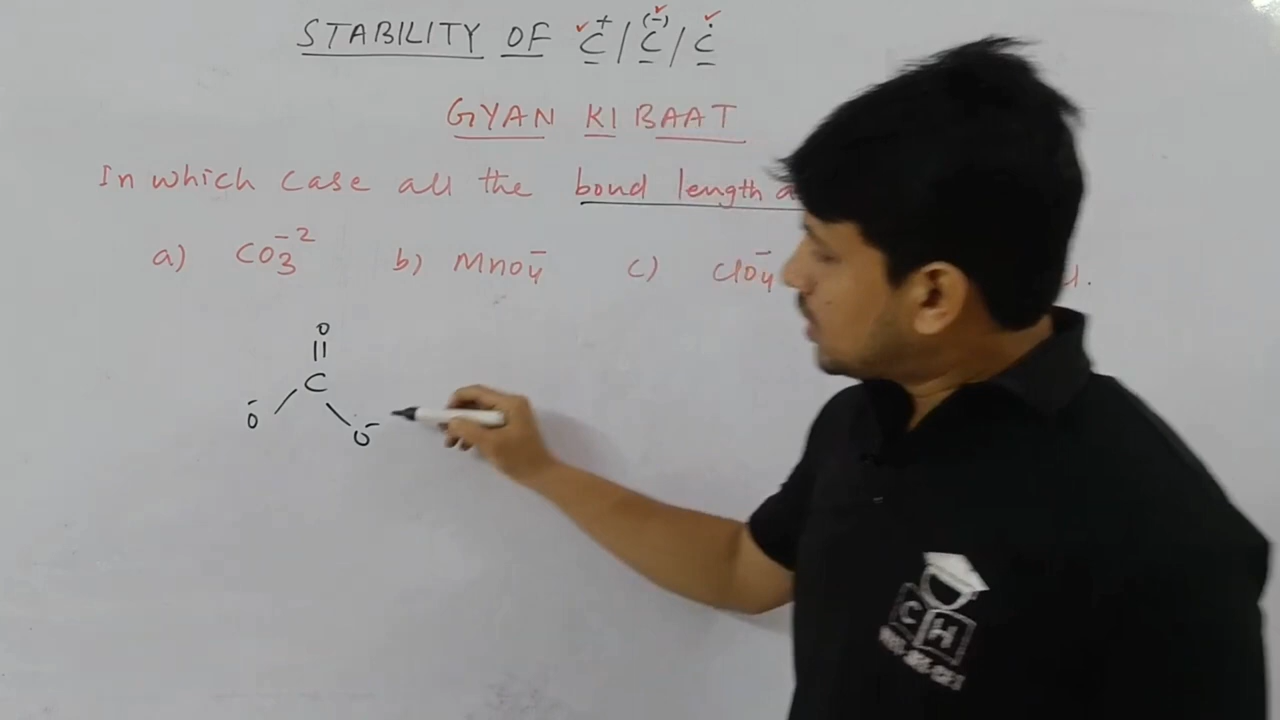 STABILITY OF C⁺ / C⁽⁻⁾ / Ċ
GYAN KI BAAT
In which case all the bond length
a) CO₃⁻² b) MnO₄⁻ c) ClO₄⁻
O
||
C
O⁻ O⁻
C H